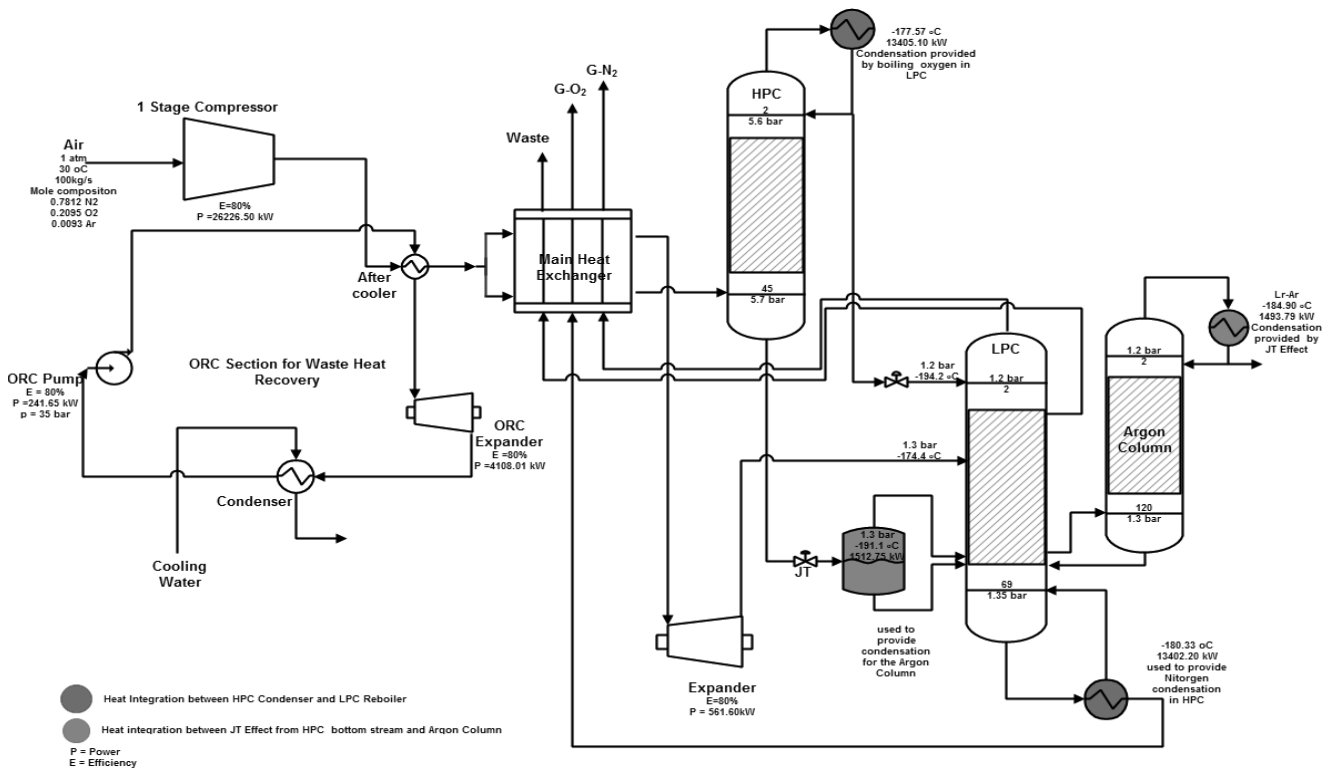 1 Stage Compressor
Air
1 atm
30 oC
100kg/s
Mole compositon
0.7812 N2
0.2095 O2
0.0093 Ar
E=80%
P =26226.50 kW
After
cooler
ORC Pump
E = 80%
P =241.65 kW
p = 35 bar
ORC Section for Waste Heat
Recovery
ORC
Expander
E =80%
P =4108.01 kW
Condenser
Cooling
Water
Waste
G-O2
G-N2
Main Heat
Exchanger
HPC
2
5.6 bar
45
5.7 bar
-177.57 oC
13405.10 kW
Condensation provided
by boiling oxygen in
LPC
1.2 bar
-194.2 oC
1.3 bar
-174.4 oC
LPC
1.2 bar
2
69
1.35 bar
JT
1.3 bar
-191.1 oC
1512.75 kW
used to
provide
condensation
for the Argon
Column
1.2 bar
2
Argon
Column
120
1.3 bar
Lr-Ar
-184.90 oC
1493.79 kW
Condensation
provided by
JT Effect
-180.33 oC
13402.20 kW
used to provide
Nitorgen
condensation
in HPC
Expander
E=80%
P = 561.60kW
Heat Integration between HPC Condenser and LPC Reboiler
Heat integration between JT Effect from HPC bottom stream and Argon Column
P = Power
E = Efficiency